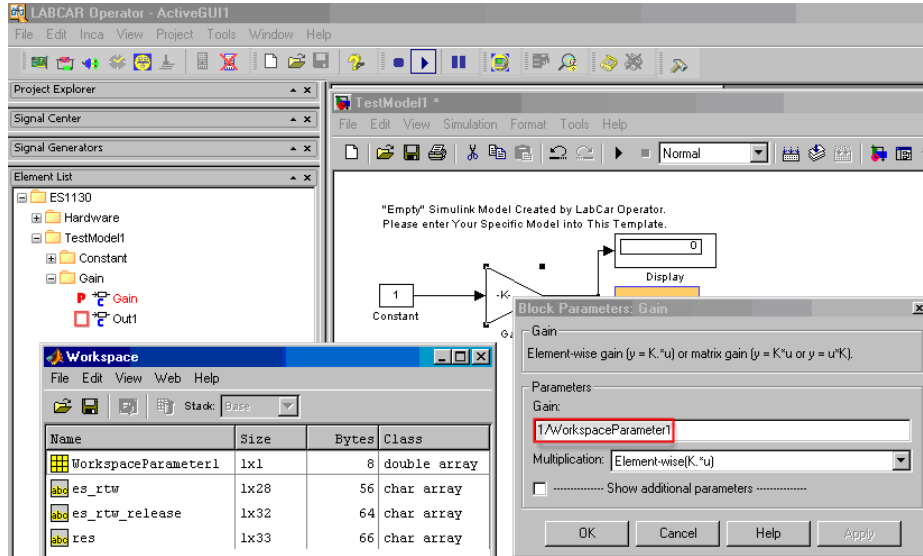 LABCAR Operator - ActiveGUI1
File Edit Inca View Project Tools Window Help
Project Explorer
Signal Center
Signal Generators
Element List
ES1130
Hardware
TestModel1
Constant
Gain
P Gain
Out1
TestModel1 *
File Edit View Simulation Format Tools Help
Normal
"Empty" Simulink Model Created by LabCar Operator.
Please enter Your Specific Model into This Template.
0
Display
1
Constant
-K-
Workspace
File Edit View Web Help
Stack: Base
Name Size Bytes Class
WorkspaceParameter1 1x1 8 double array
abc es_rtw 1x28 56 char array
abc es_rtw_release 1x32 64 char array
abc res 1x33 66 char array
Block Parameters: Gain
Gain
Element-wise gain (y = K.*u) or matrix gain (y = K*u or y = u*K).
Parameters
Gain:
1/WorkspaceParameter1
Multiplication: Element-wise(K.*u)
--------------- Show additional parameters ---------------
OK Cancel Help Apply